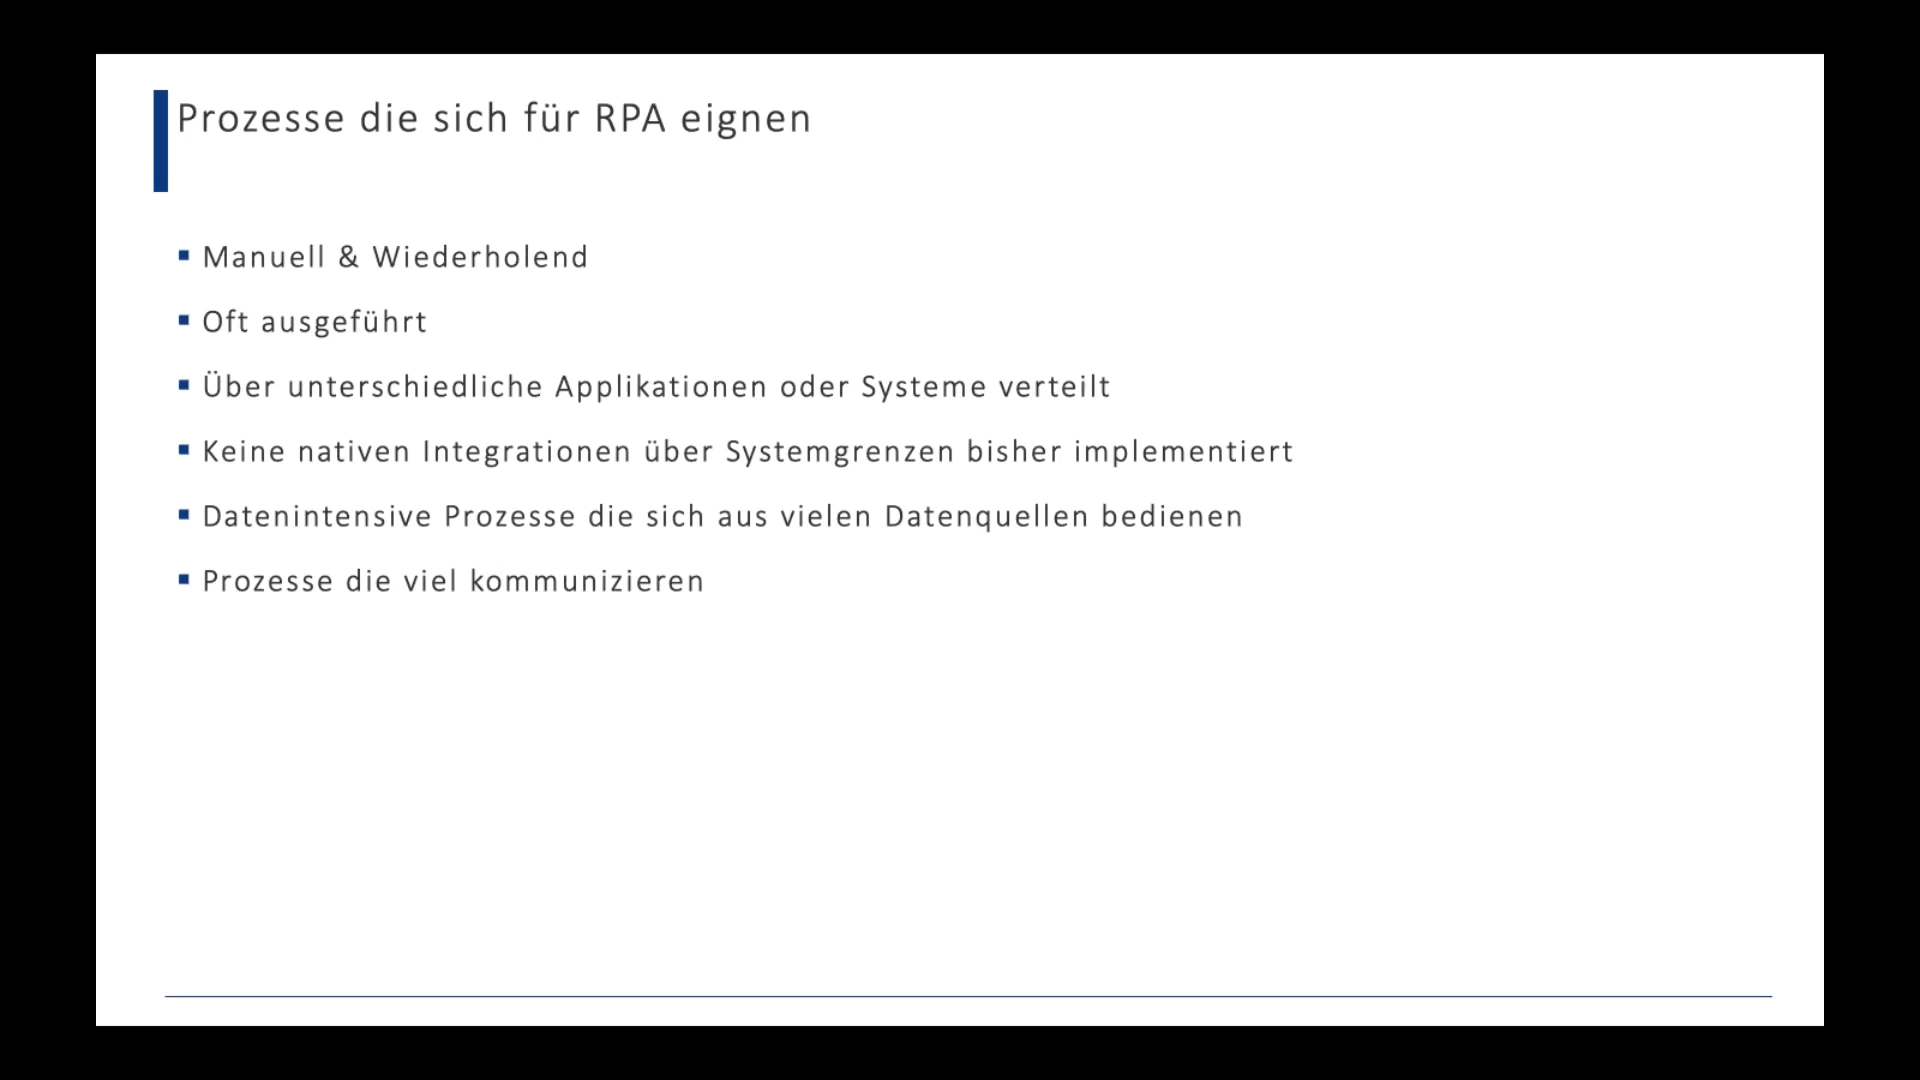 Prozesse die sich für RPA eignen
▪ Manuell & Wiederholend
▪ Oft ausgeführt
▪ Über unterschiedliche Applikationen oder Systeme verteilt
▪ Keine nativen Integrationen über Systemgrenzen bisher implementiert
▪ Datenintensive Prozesse die sich aus vielen Datenquellen bedienen
▪ Prozesse die viel kommunizieren